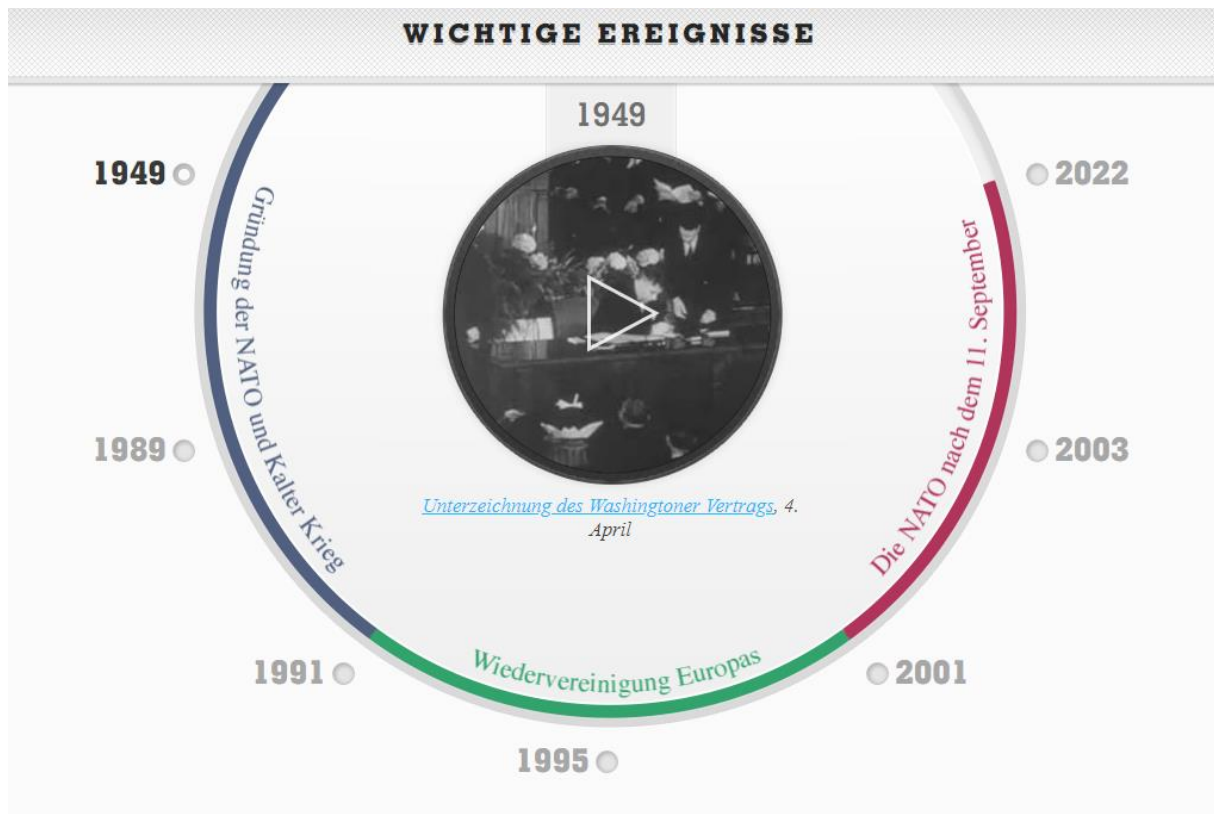 WICHTIGE EREIGNISSE
1949
1949
2022
Gründung der NATO und Kalter Krieg
Die NATO nach dem 11. September
1989
2003
Unterzeichnung des Washingtoner Vertrags, 4.
April
Wiedervereinigung Europas
1991
2001
1995